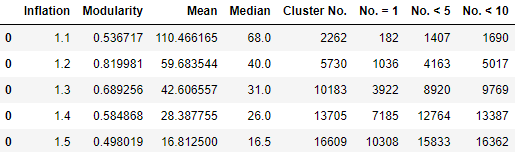 Inflation Modularity Mean Median Cluster No. No. = 1 No. < 5 No. < 10
0 1.1 0.536717 110.466165 68.0 2262 182 1407 1690
0 1.2 0.819981 59.683544 40.0 5730 1036 4163 5017
0 1.3 0.689256 42.606557 31.0 10183 3922 8920 9769
0 1.4 0.584868 28.387755 26.0 13705 7185 12764 13387
0 1.5 0.498019 16.812500 16.5 16609 10308 15833 16362